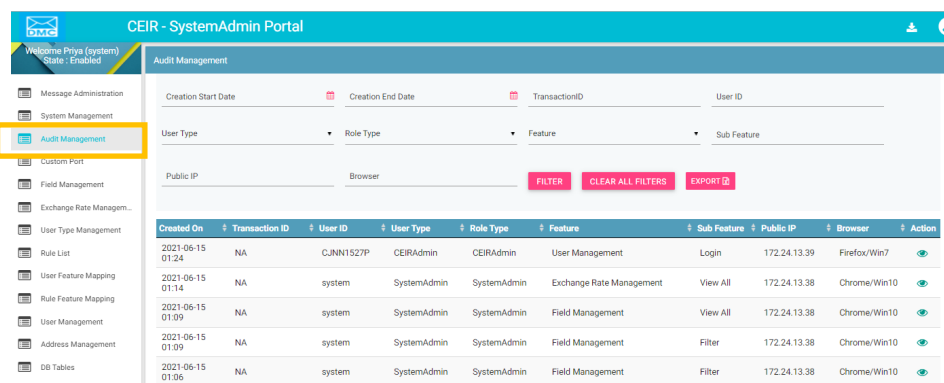 DMC
CEIR - SystemAdmin Portal
Welcome Priya (system)
State : Enabled
Audit Management
Message Administration
System Management
Audit Management
Custom Port
Field Management
Exchange Rate Managem...
User Type Management
Rule List
User Feature Mapping
Rule Feature Mapping
User Management
Address Management
DB Tables
Creation Start Date Creation End Date TransactionID User ID
User Type Role Type Feature Sub Feature
Public IP Browser FILTER CLEAR ALL FILTERS EXPORT
Created On Transaction ID User ID User Type Role Type Feature Sub Feature Public IP Browser Action
2021-06-15
01:24 NA CJNN1527P CEIRAdmin CEIRAdmin User Management Login 172.24.13.39 Firefox/Win7
2021-06-15
01:14 NA system SystemAdmin SystemAdmin Exchange Rate Management View All 172.24.13.38 Chrome/Win10
2021-06-15
01:09 NA system SystemAdmin SystemAdmin Field Management View All 172.24.13.38 Chrome/Win10
2021-06-15
01:09 NA system SystemAdmin SystemAdmin Field Management Filter 172.24.13.38 Chrome/Win10
2021-06-15
01:06 NA system SystemAdmin SystemAdmin Field Management Filter 172.24.13.38 Chrome/Win10